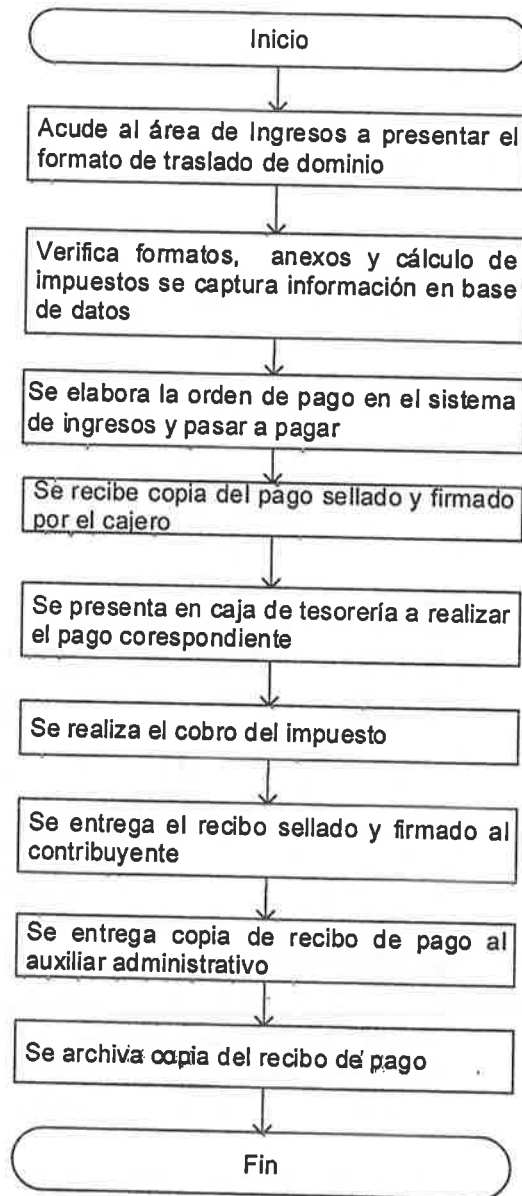 Inicio
Acude al área de Ingresos a presentar el
formato de traslado de dominio
Verifica formatos, anexos y cálculo de
impuestos se captura información en base
de datos
Se elabora la orden de pago en el sistema
de ingresos y pasar a pagar
Se recibe copia del pago sellado y firmado
por el cajero
Se presenta en caja de tesorería a realizar
el pago corespondiente
Se realiza el cobro del impuesto
Se entrega el recibo sellado y firmado al
contribuyente
Se entrega copia de recibo de pago al
auxiliar administrativo
Se archiva copia del recibo de pago
Fin